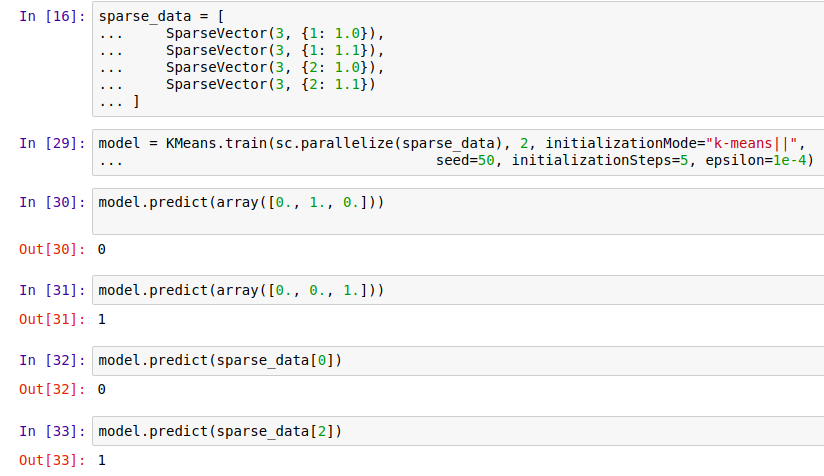 In [16]: sparse_data = [
...     SparseVector(3, {1: 1.0}),
...     SparseVector(3, {1: 1.1}),
...     SparseVector(3, {2: 1.0}),
...     SparseVector(3, {2: 1.1})
... ]
In [29]: model = KMeans.train(sc.parallelize(sparse_data), 2, initializationMode="k-means||",
...                                     seed=50, initializationSteps=5, epsilon=1e-4)
In [30]: model.predict(array([0., 1., 0.]))
Out[30]: 0
In [31]: model.predict(array([0., 0., 1.]))
Out[31]: 1
In [32]: model.predict(sparse_data[0])
Out[32]: 0
In [33]: model.predict(sparse_data[2])
Out[33]: 1